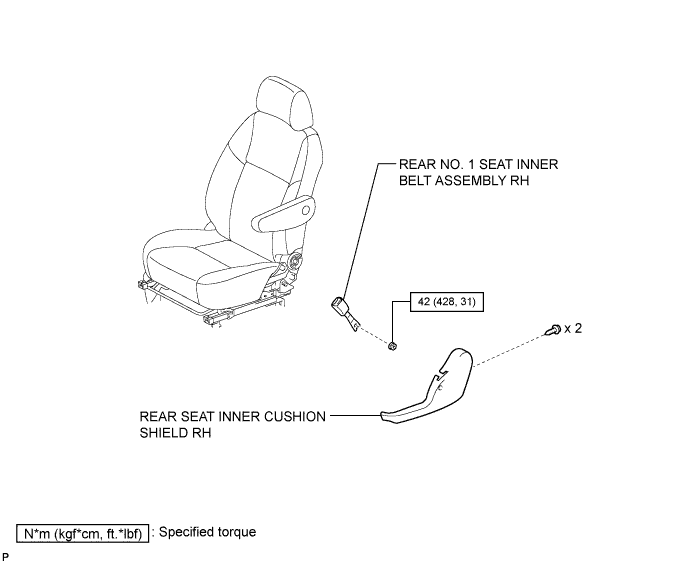 REAR NO. 1 SEAT INNER
BELT ASSEMBLY RH
42 (428, 31)
x 2
REAR SEAT INNER CUSHION
SHIELD RH
N*m (kgf*cm, ft.*lbf) : Specified torque
P